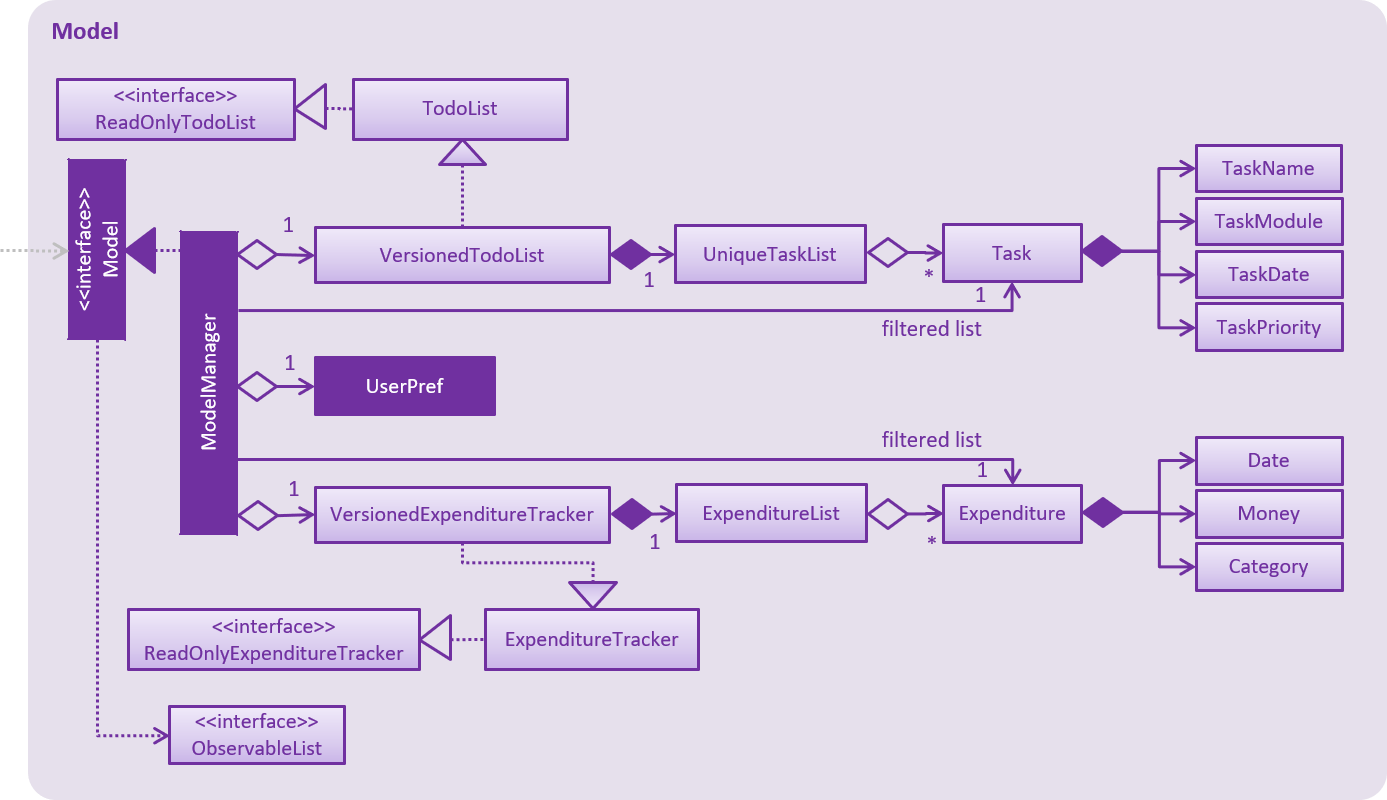 Model
<<interface>>
ReadOnlyTodoList
TodoList
<<interface>>
Model
ModelManager
1
VersionedTodoList
1
UniqueTaskList
*
Task
TaskName
TaskModule
TaskDate
TaskPriority
1
filtered list
1
UserPref
filtered list
1
1
VersionedExpenditureTracker
1
ExpenditureList
*
Expenditure
Date
Money
Category
<<interface>>
ReadOnlyExpenditureTracker
ExpenditureTracker
<<interface>>
ObservableList